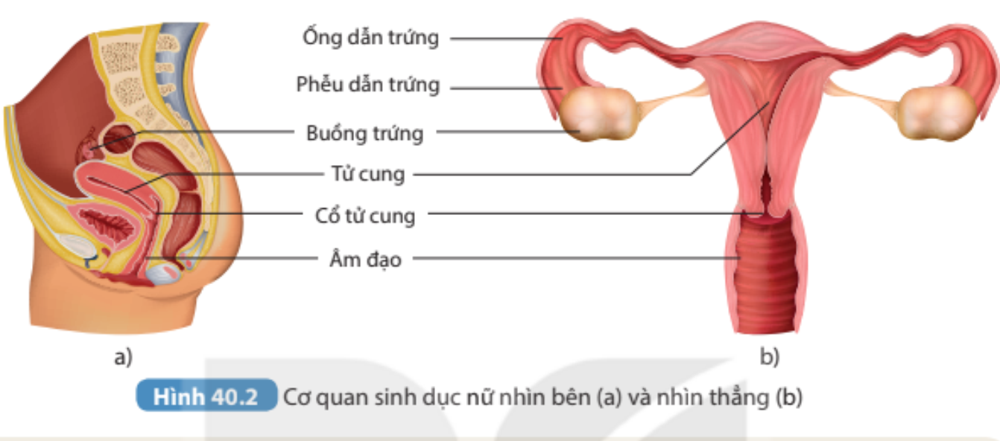 Ống dẫn trứng
Phễu dẫn trứng
Buồng trứng
Tử cung
Cổ tử cung
Âm đạo
a)
b)
Hình 40.2 Cơ quan sinh dục nữ nhìn bên (a) và nhìn thẳng (b)